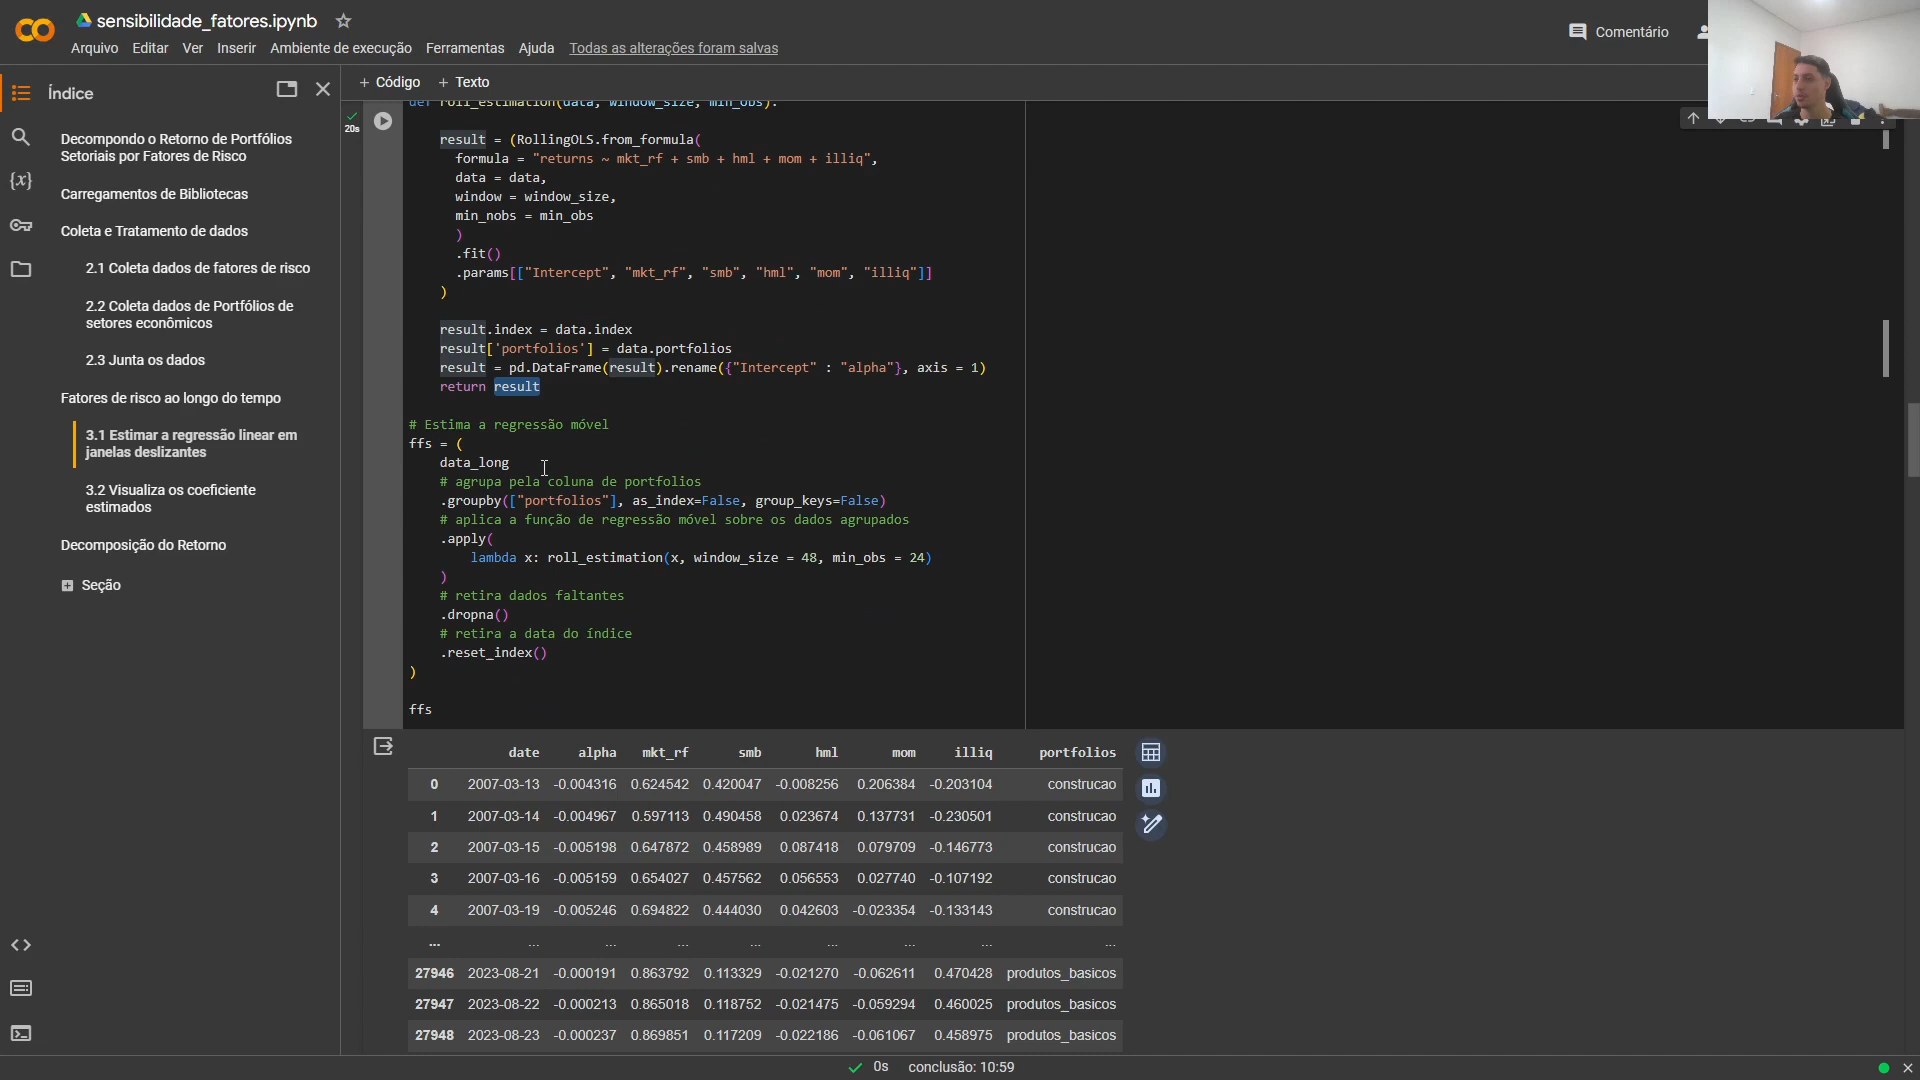 sensibilidade_fatores.ipynb
Arquivo Editar Ver Inserir Ambiente de execução Ferramentas Ajuda Todas as alterações foram salvas
Comentário
Índice
Decompondo o Retorno de Portfólios
Setoriais por Fatores de Risco
Carregamentos de Bibliotecas
Coleta e Tratamento de dados
2.1 Coleta dados de fatores de risco
2.2 Coleta dados de Portfólios de
setores econômicos
2.3 Junta os dados
Fatores de risco ao longo do tempo
3.1 Estimar a regressão linear em
janelas deslizantes
3.2 Visualiza os coeficiente
estimados
Decomposição do Retorno
Seção
+ Código + Texto
20s
def roll_estimation(data, window_size, min_obs):
result = (RollingOLS.from_formula(
formula = "returns ~ mkt_rf + smb + hml + mom + illiq",
data = data,
window = window_size,
min_nobs = min_obs
)
.fit()
.params[["Intercept", "mkt_rf", "smb", "hml", "mom", "illiq"]]
)
result.index = data.index
result['portfolios'] = data.portfolios
result = pd.DataFrame(result).rename({"Intercept" : "alpha"}, axis = 1)
return result
# Estima a regressão móvel
ffs = (
data_long
# agrupa pela coluna de portfolios
.groupby(["portfolios"], as_index=False, group_keys=False)
# aplica a função de regressão móvel sobre os dados agrupados
.apply(
lambda x: roll_estimation(x, window_size = 48, min_obs = 24)
)
# retira dados faltantes
.dropna()
# retira a data do índice
.reset_index()
)
ffs
date alpha mkt_rf smb hml mom illiq portfolios
0 2007-03-13 -0.004316 0.624542 0.420047 -0.008256 0.206384 -0.203104 construcao
1 2007-03-14 -0.004967 0.597113 0.490458 0.023674 0.137731 -0.230501 construcao
2 2007-03-15 -0.005198 0.647872 0.458989 0.087418 0.079709 -0.146773 construcao
3 2007-03-16 -0.005159 0.654027 0.457562 0.056553 0.027740 -0.107192 construcao
4 2007-03-19 -0.005246 0.694822 0.444030 0.042603 -0.023354 -0.133143 construcao
... ... ... ... ... ... ... ... ...
27946 2023-08-21 -0.000191 0.863792 0.113329 -0.021270 -0.062611 0.470428 produtos_basicos
27947 2023-08-22 -0.000213 0.865018 0.118752 -0.021475 -0.059294 0.460025 produtos_basicos
27948 2023-08-23 -0.000237 0.869851 0.117209 -0.022186 -0.061067 0.458975 produtos_basicos
0s conclusão: 10:59